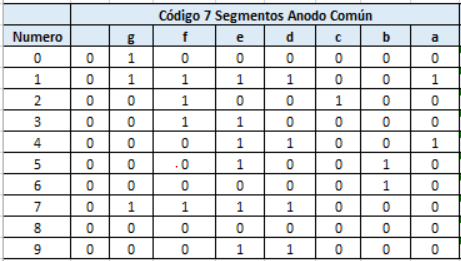 Código 7 Segmentos Anodo Común
Numero g f e d c b a
0 0 1 0 0 0 0 0 0
1 0 1 1 1 1 0 0 1
2 0 0 1 0 0 1 0 0
3 0 0 1 1 0 0 0 0
4 0 0 0 1 1 0 0 1
5 0 0 0 1 0 0 1 0
6 0 0 0 0 0 0 1 0
7 0 1 1 1 1 0 0 0
8 0 0 0 0 0 0 0 0
9 0 0 0 1 1 0 0 0